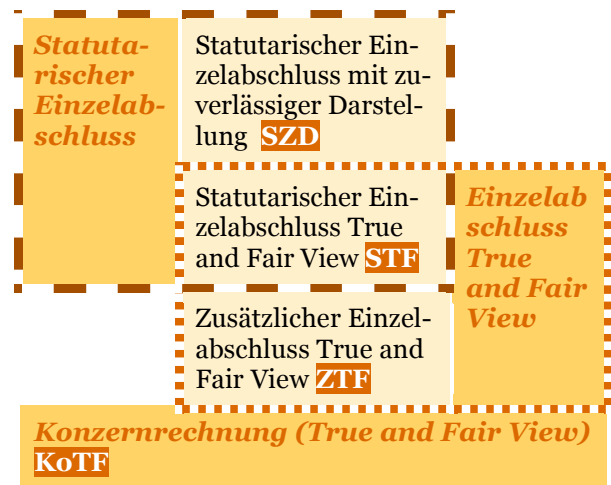 Statuta-
rischer
Einzelab-
schluss
Statutarischer Ein-
zelabschluss mit zu-
verlässiger Darstel-
lung SZD
Statutarischer Ein-
zelabschluss True
and Fair View STF
Einzelab
schluss
True
and Fair
View
Zusätzlicher Einzel-
abschluss True and
Fair View ZTF
Konzernrechnung (True and Fair View)
KoTF